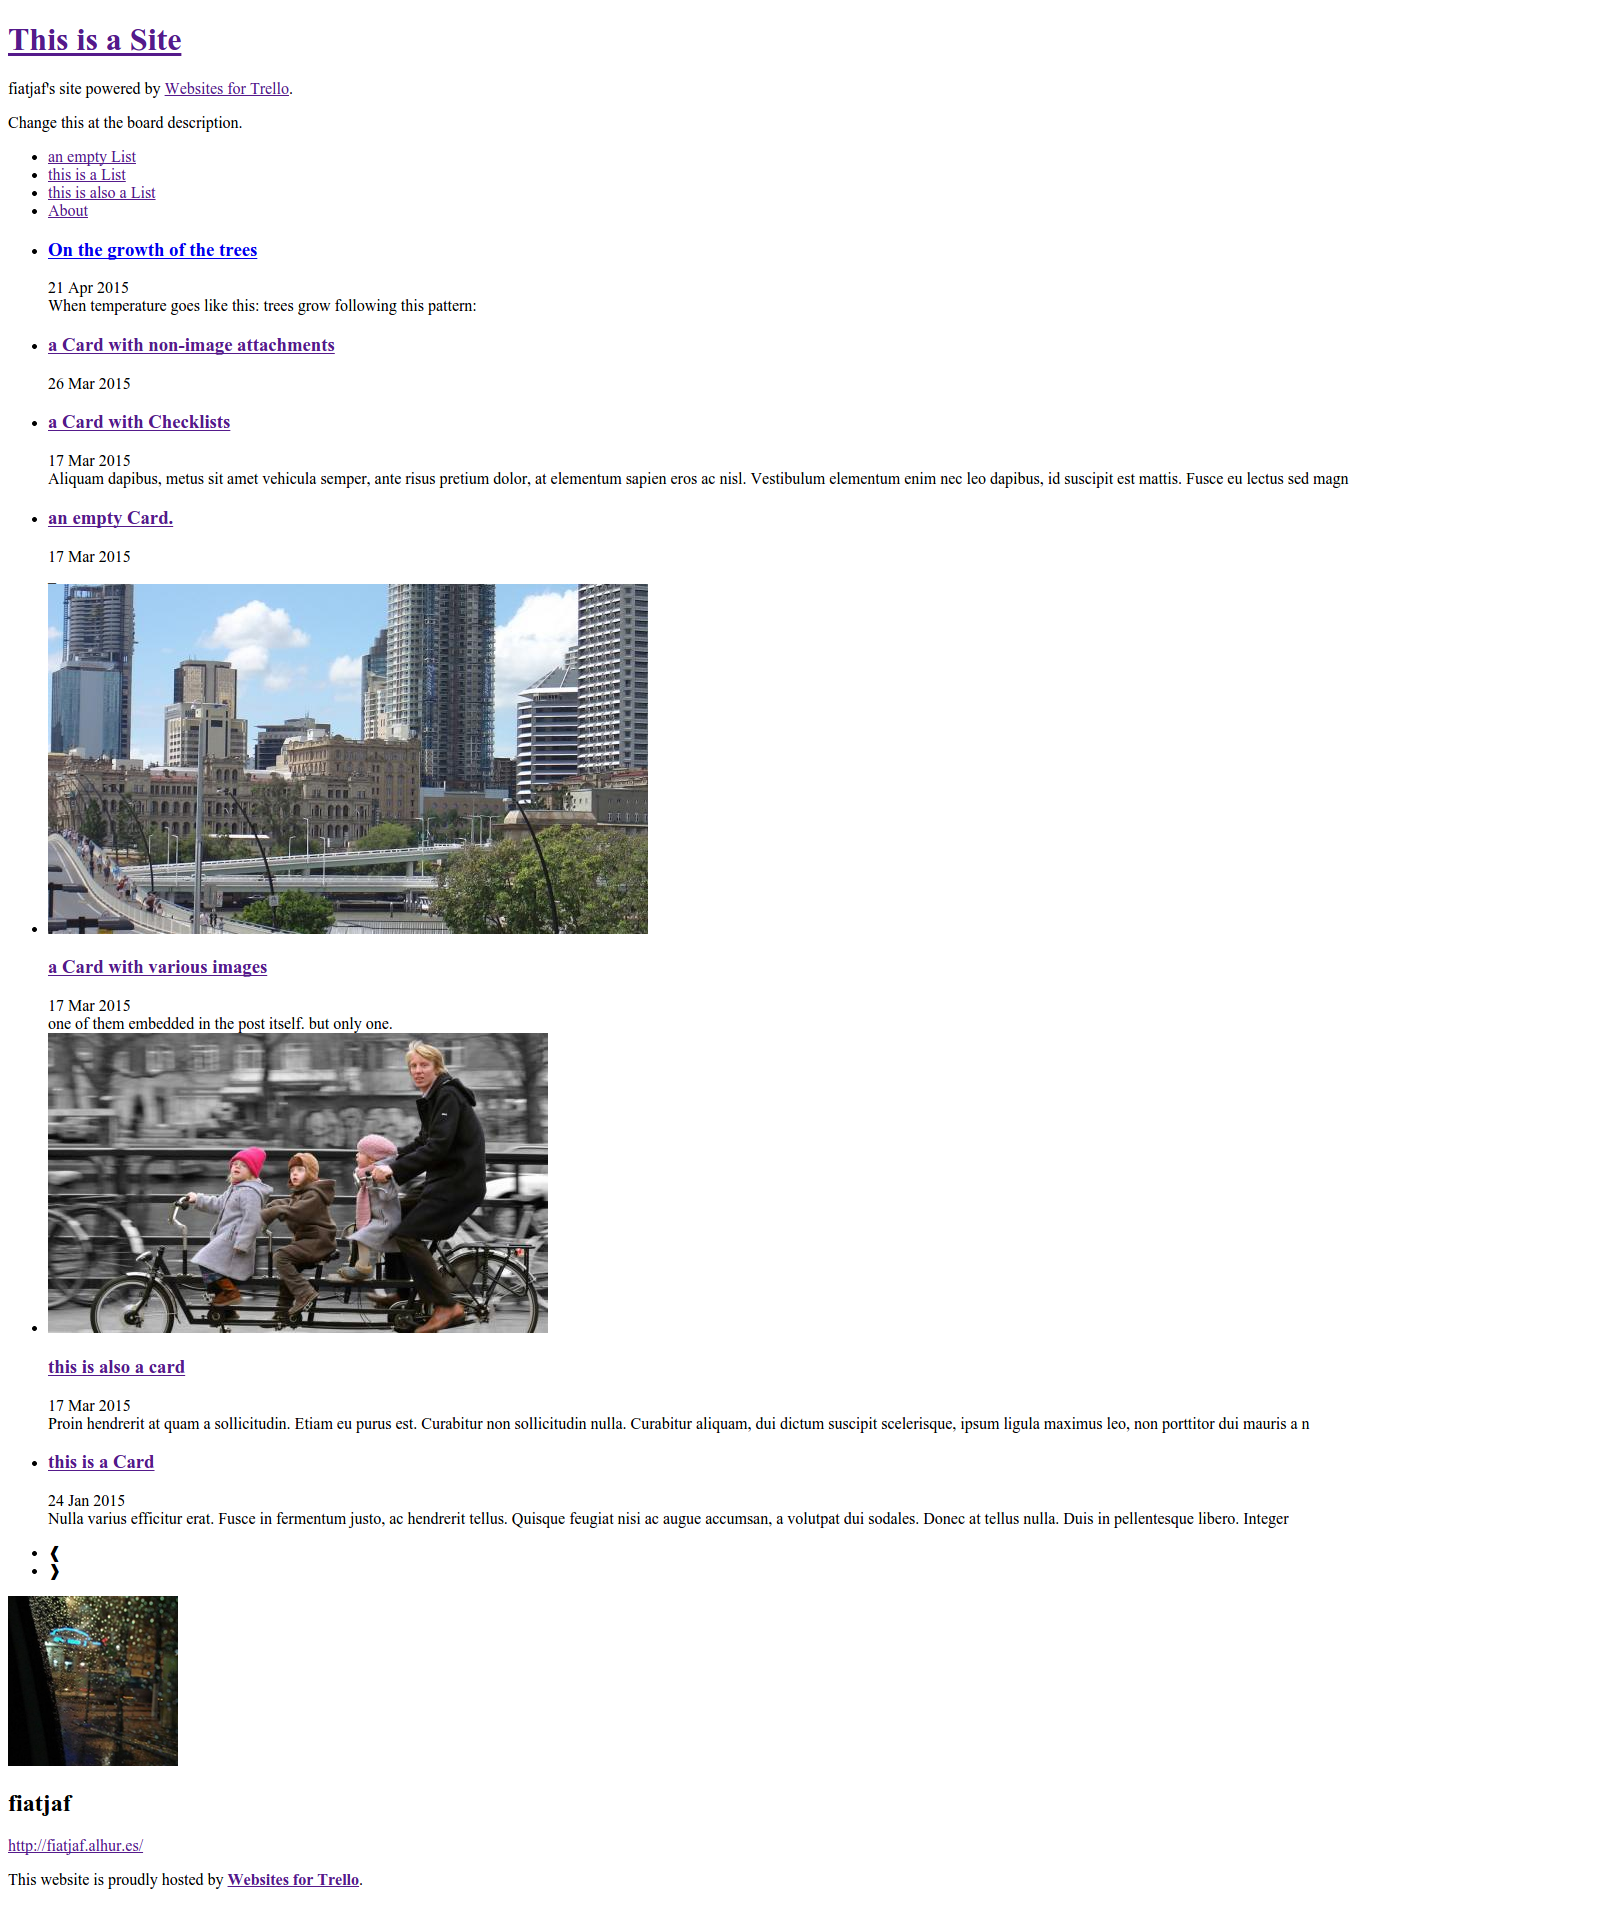 This is a Site
fiatjaf's site powered by Websites for Trello.
Change this at the board description.
an empty List
this is a List
this is also a List
About
On the growth of the trees
21 Apr 2015
When temperature goes like this: trees grow following this pattern:
a Card with non-image attachments
26 Mar 2015
a Card with Checklists
17 Mar 2015
Aliquam dapibus, metus sit amet vehicula semper, ante risus pretium dolor, at elementum sapien eros ac nisl. Vestibulum elementum enim nec leo dapibus, id suscipit est mattis. Fusce eu lectus sed magn
an empty Card.
17 Mar 2015
a Card with various images
17 Mar 2015
one of them embedded in the post itself. but only one.
this is also a card
17 Mar 2015
Proin hendrerit at quam a sollicitudin. Etiam eu purus est. Curabitur non sollicitudin nulla. Curabitur aliquam, dui dictum suscipit scelerisque, ipsum ligula maximus leo, non porttitor dui mauris a n
this is a Card
24 Jan 2015
Nulla varius efficitur erat. Fusce in fermentum justo, ac hendrerit tellus. Quisque feugiat nisi ac augue accumsan, a volutpat dui sodales. Donec at tellus nulla. Duis in pellentesque libero. Integer
❰
❱
fiatjaf
http://fiatjaf.alhur.es/
This website is proudly hosted by Websites for Trello.